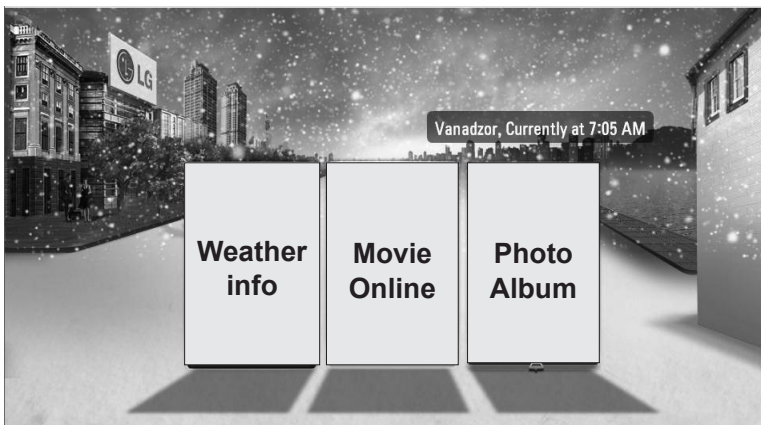 LG
Vanadzor, Currently at 7:05 AM
Weather
info
Movie
Online
Photo
Album